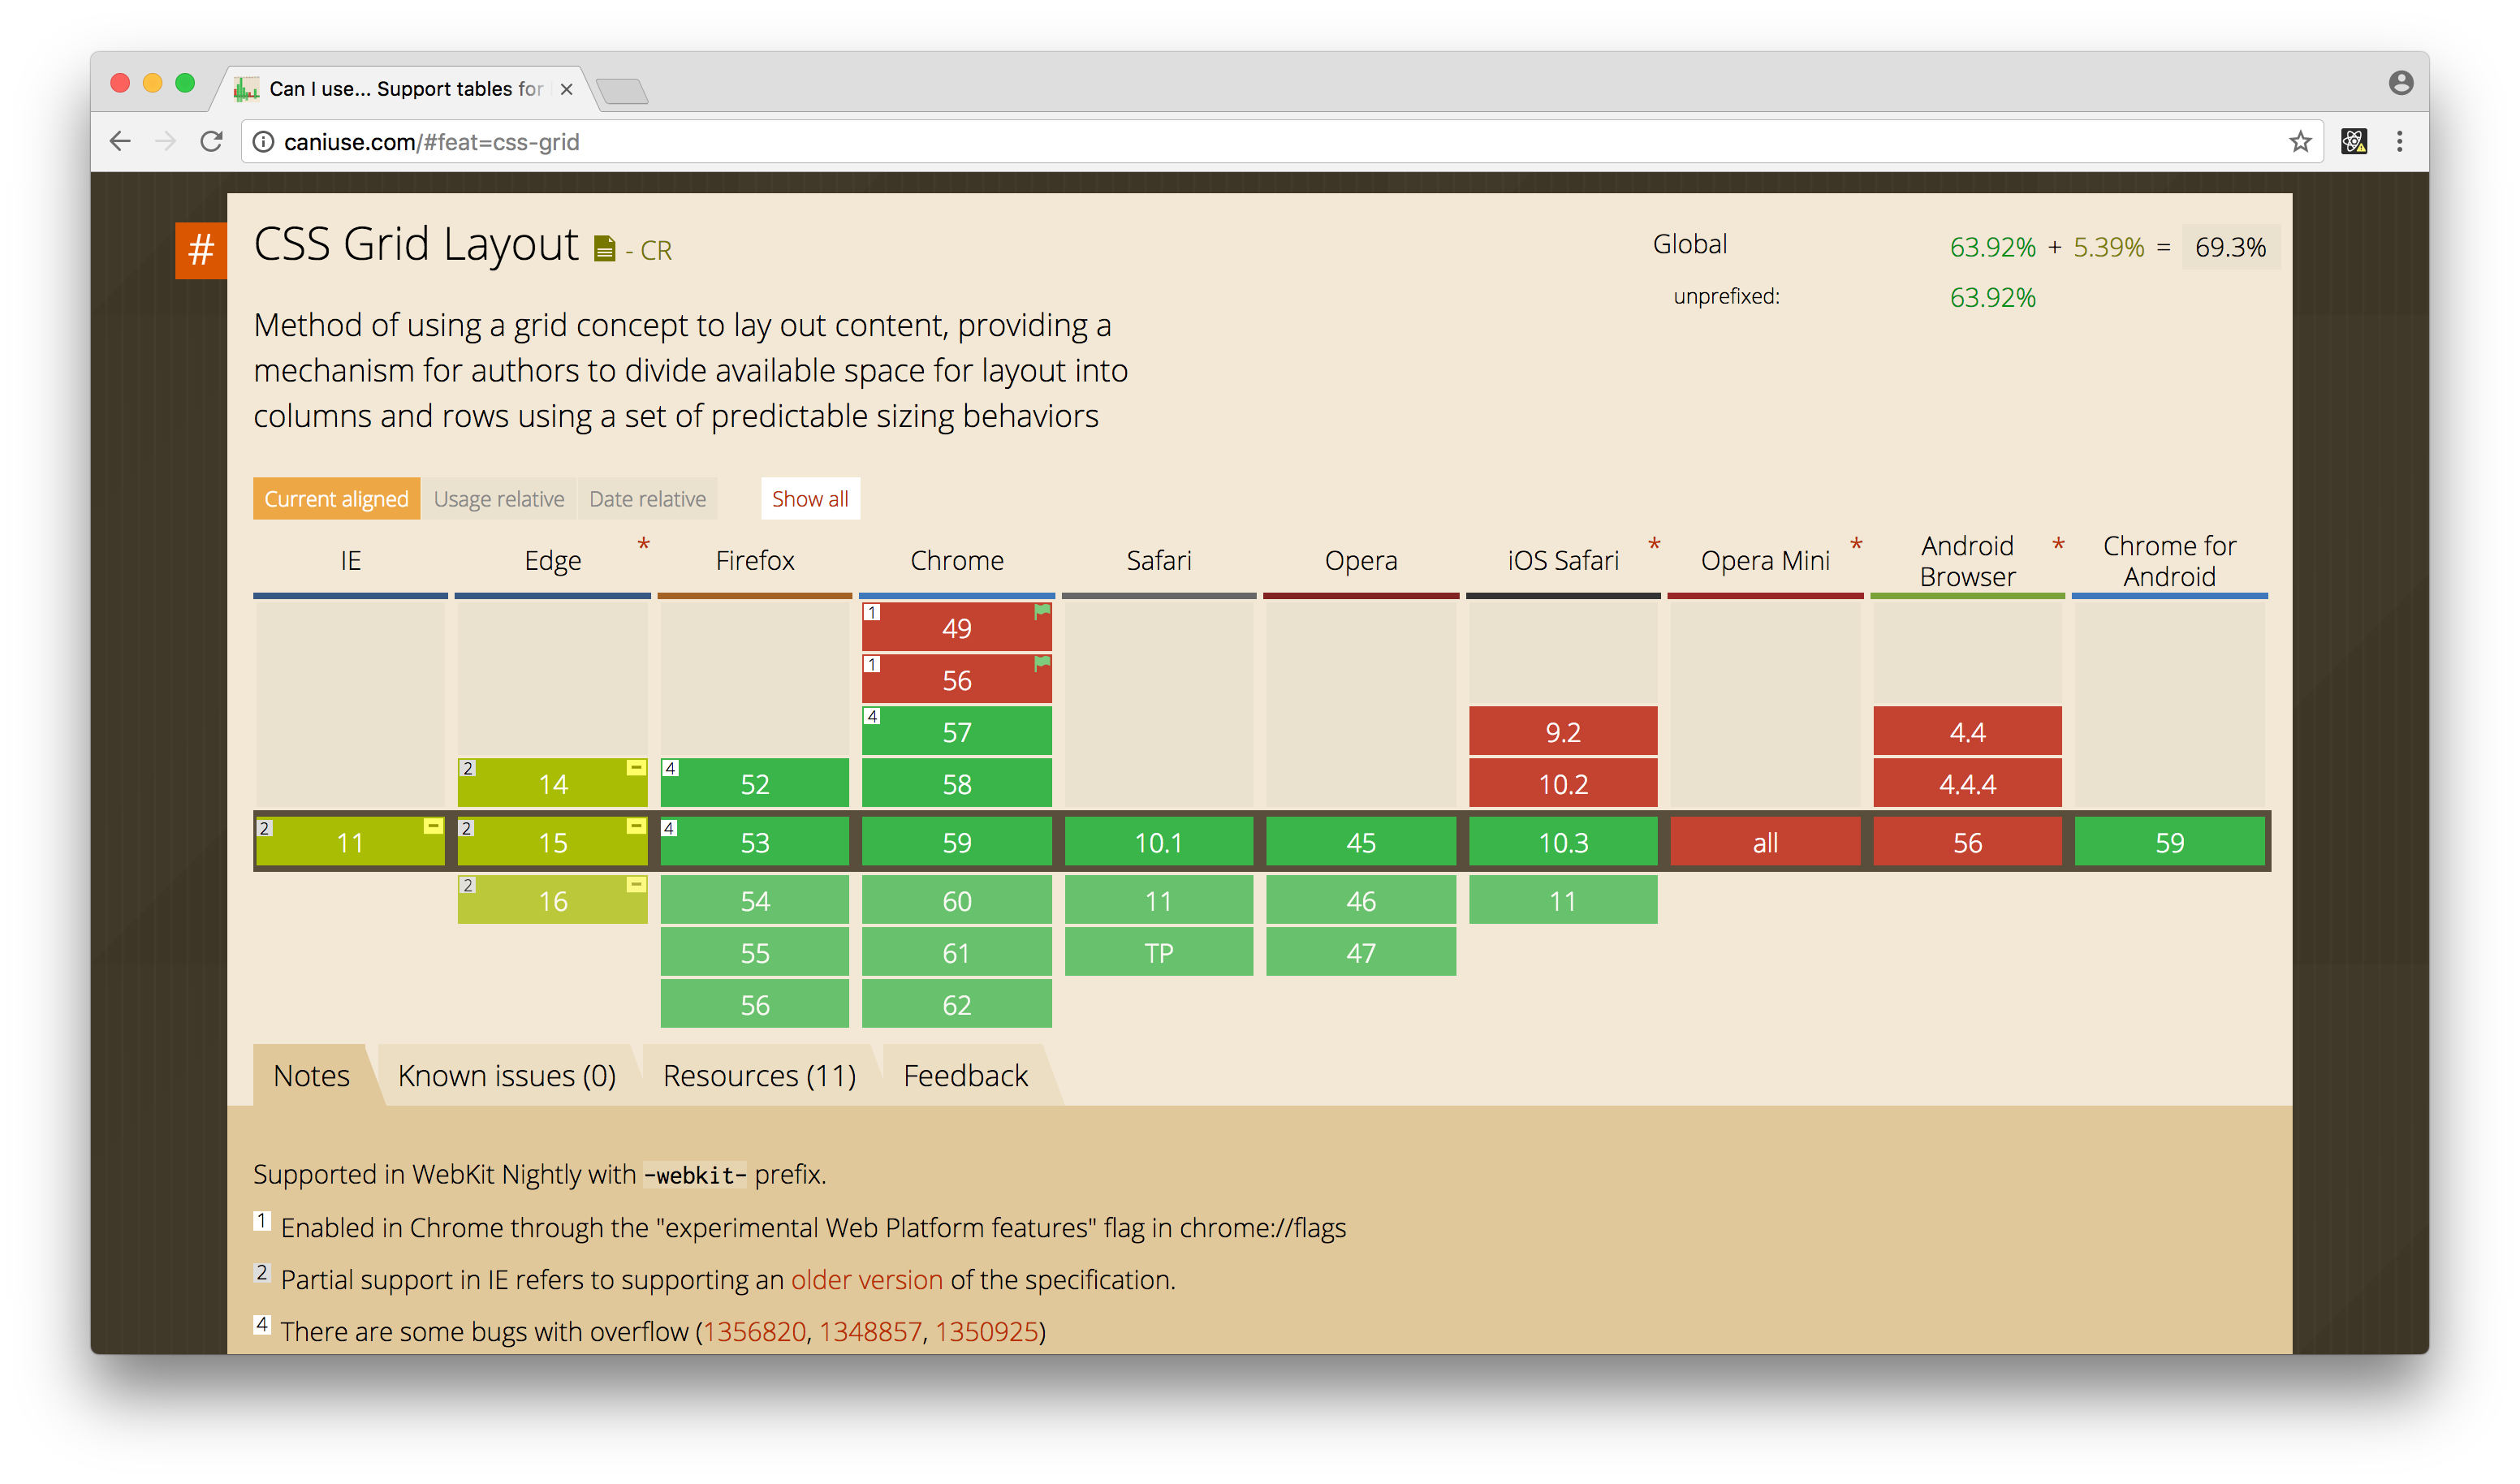 Can I use... Support tables for
caniuse.com/#feat=css-grid
#
CSS Grid Layout - CR
Global 63.92% + 5.39% = 69.3%
unprefixed: 63.92%
Method of using a grid concept to lay out content, providing a
mechanism for authors to divide available space for layout into
columns and rows using a set of predictable sizing behaviors
Current aligned Usage relative Date relative Show all
IE Edge * Firefox Chrome Safari Opera iOS Safari * Opera Mini * Android Browser * Chrome for Android
1 49
1 56
4 57 9.2 4.4
2 14 4 52 58 10.2 4.4.4
2 11 2 15 4 53 59 10.1 45 10.3 all 56 59
2 16 54 60 11 46 11
55 61 TP 47
56 62
Notes Known issues (0) Resources (11) Feedback
Supported in WebKit Nightly with -webkit- prefix.
1 Enabled in Chrome through the "experimental Web Platform features" flag in chrome://flags
2 Partial support in IE refers to supporting an older version of the specification.
4 There are some bugs with overflow (1356820, 1348857, 1350925)